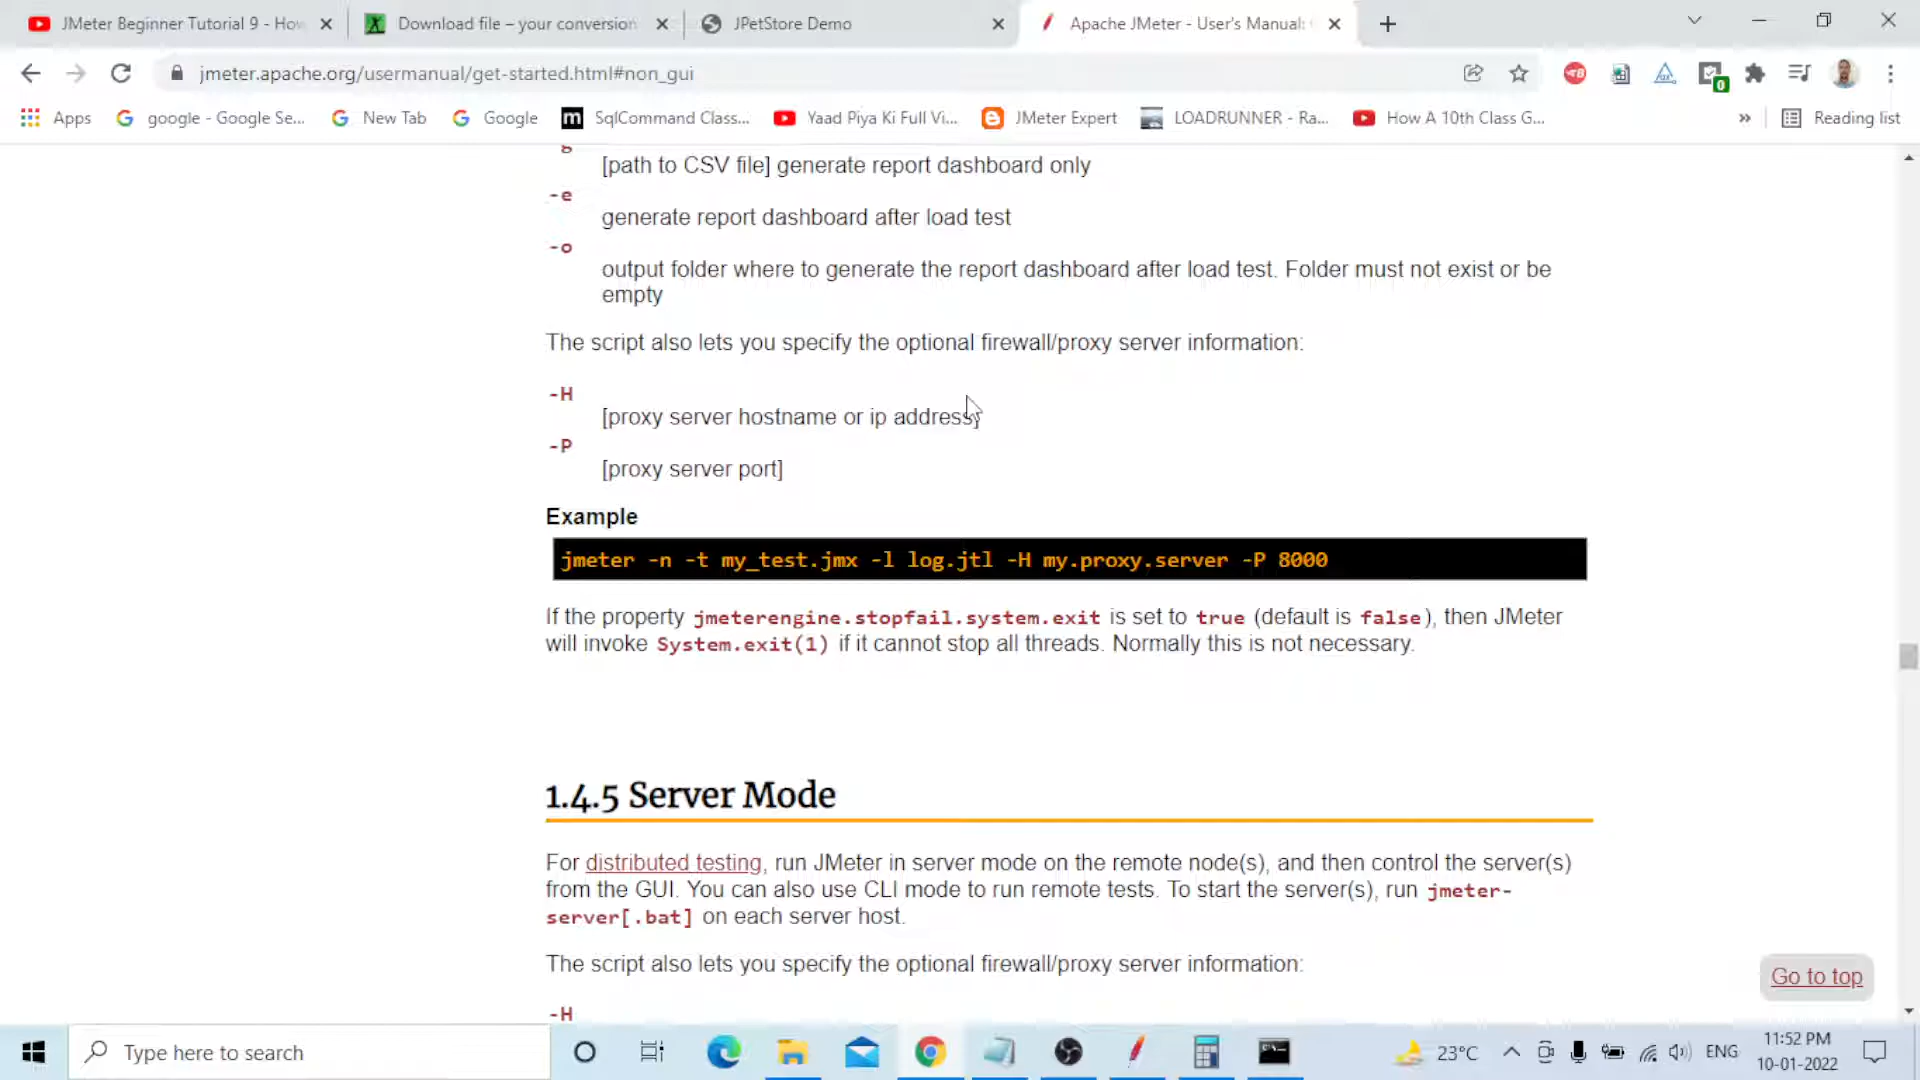 JMeter Beginner Tutorial 9 - How
Download file – your conversion
JPetStore Demo
Apache JMeter - User's Manual:
jmeter.apache.org/usermanual/get-started.html#non_gui
0
Apps
google - Google Se...
New Tab
Google
SqlCommand Class...
Yaad Piya Ki Full Vi...
JMeter Expert
LOADRUNNER - Ra...
How A 10th Class G...
»
Reading list
[path to CSV file] generate report dashboard only
-e
generate report dashboard after load test
-o
output folder where to generate the report dashboard after load test. Folder must not exist or be
empty
The script also lets you specify the optional firewall/proxy server information:
-H
[proxy server hostname or ip address]
-P
[proxy server port]
Example
jmeter -n -t my_test.jmx -l log.jtl -H my.proxy.server -P 8000
If the property jmeterengine.stopfail.system.exit is set to true (default is false), then JMeter
will invoke System.exit(1) if it cannot stop all threads. Normally this is not necessary.
1.4.5 Server Mode
For distributed testing, run JMeter in server mode on the remote node(s), and then control the server(s)
from the GUI. You can also use CLI mode to run remote tests. To start the server(s), run jmeter-
server[.bat] on each server host.
The script also lets you specify the optional firewall/proxy server information:
Go to top
-H
Type here to search
23°C
ENG
11:52 PM
10-01-2022